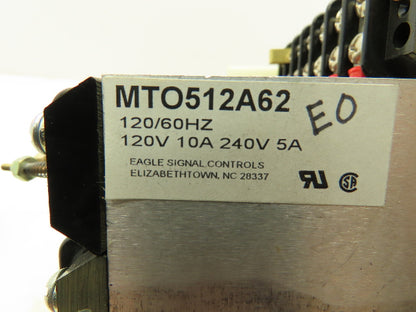 MTO512A62
EO
120/60HZ
120V 10A 240V 5A
EAGLE SIGNAL CONTROLS
ELIZABETHTOWN, NC 28337